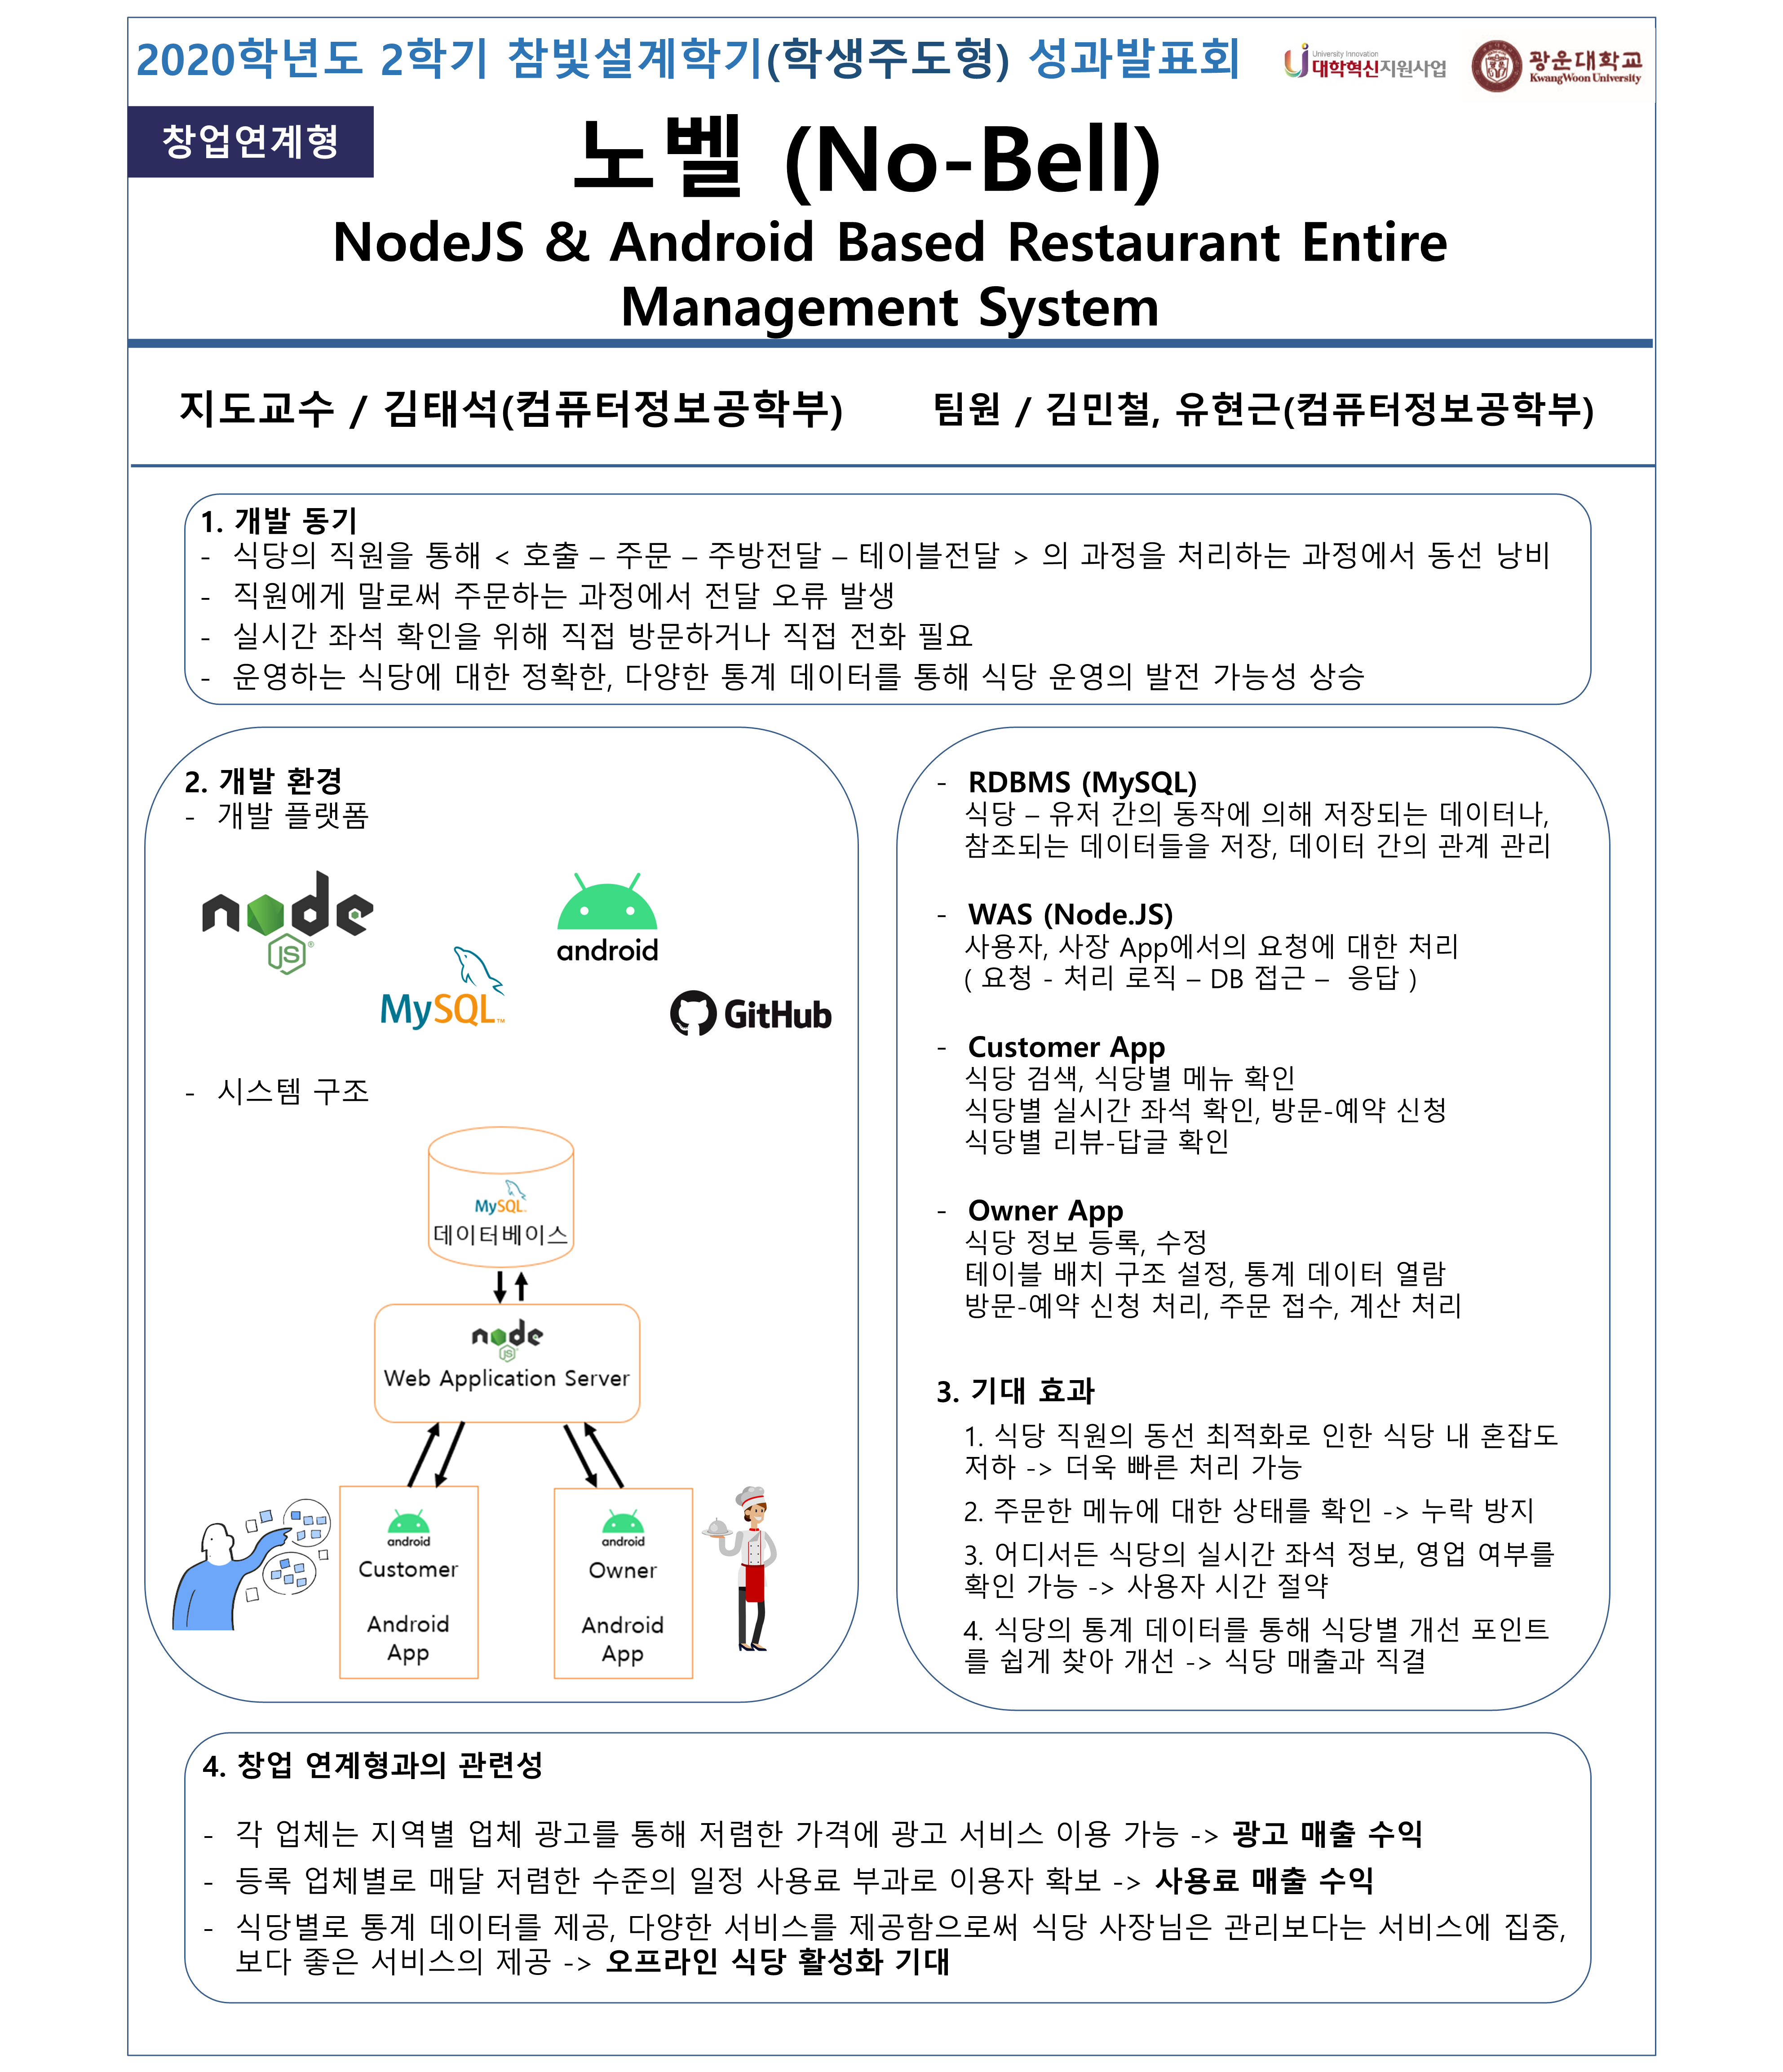 2020학년도 2학기 참빛설계학기(학생주도형) 성과발표회
University Innovation
대학혁신지원사업
광운대학교
KwangWoon University
창업연계형
노벨 (No-Bell)
NodeJS & Android Based Restaurant Entire
Management System
지도교수 / 김태석(컴퓨터정보공학부)
팀원 / 김민철, 유현근(컴퓨터정보공학부)
1. 개발 동기
- 식당의 직원을 통해 < 호출 – 주문 – 주방전달 – 테이블전달 > 의 과정을 처리하는 과정에서 동선 낭비
- 직원에게 말로써 주문하는 과정에서 전달 오류 발생
- 실시간 좌석 확인을 위해 직접 방문하거나 직접 전화 필요
- 운영하는 식당에 대한 정확한, 다양한 통계 데이터를 통해 식당 운영의 발전 가능성 상승
2. 개발 환경
- 개발 플랫폼
node
JS®
android
MySQL™
GitHub
- 시스템 구조
MySQL
데이터베이스
node
JS
Web Application Server
android
Customer
Android
App
android
Owner
Android
App
- RDBMS (MySQL)
식당 – 유저 간의 동작에 의해 저장되는 데이터나,
참조되는 데이터들을 저장, 데이터 간의 관계 관리
- WAS (Node.JS)
사용자, 사장 App에서의 요청에 대한 처리
( 요청 - 처리 로직 – DB 접근 – 응답 )
- Customer App
식당 검색, 식당별 메뉴 확인
식당별 실시간 좌석 확인, 방문-예약 신청
식당별 리뷰-답글 확인
- Owner App
식당 정보 등록, 수정
테이블 배치 구조 설정, 통계 데이터 열람
방문-예약 신청 처리, 주문 접수, 계산 처리
3. 기대 효과
1. 식당 직원의 동선 최적화로 인한 식당 내 혼잡도
저하 -> 더욱 빠른 처리 가능
2. 주문한 메뉴에 대한 상태를 확인 -> 누락 방지
3. 어디서든 식당의 실시간 좌석 정보, 영업 여부를
확인 가능 -> 사용자 시간 절약
4. 식당의 통계 데이터를 통해 식당별 개선 포인트
를 쉽게 찾아 개선 -> 식당 매출과 직결
4. 창업 연계형과의 관련성
- 각 업체는 지역별 업체 광고를 통해 저렴한 가격에 광고 서비스 이용 가능 -> 광고 매출 수익
- 등록 업체별로 매달 저렴한 수준의 일정 사용료 부과로 이용자 확보 -> 사용료 매출 수익
- 식당별로 통계 데이터를 제공, 다양한 서비스를 제공함으로써 식당 사장님은 관리보다는 서비스에 집중,
보다 좋은 서비스의 제공 -> 오프라인 식당 활성화 기대